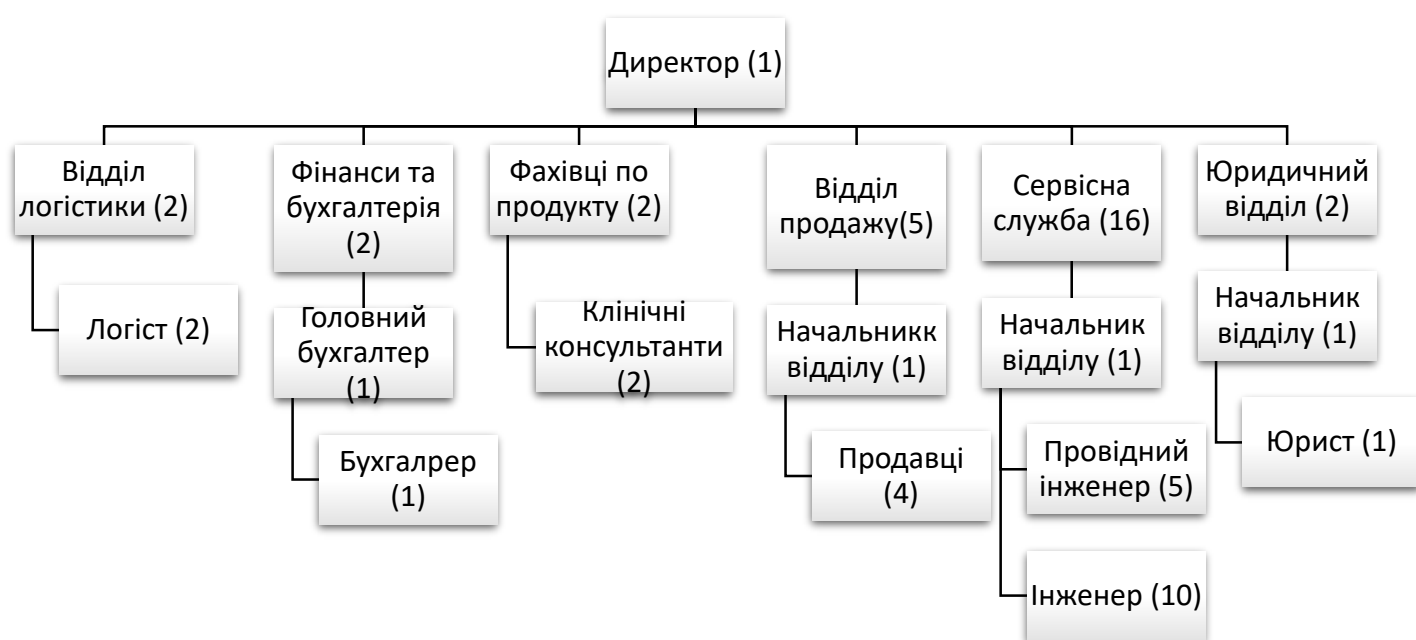 Директор (1)
Відділ
логістики (2)
Фінанси та
бухгалтерія
(2)
Фахівці по
продукту (2)
Відділ
продажу(5)
Сервісна
служба (16)
Юридичний
відділ (2)
Логіст (2)
Головний
бухгалтер
(1)
Клінічні
консультанти
(2)
Начальникк
відділу (1)
Начальник
відділу (1)
Начальник
відділу (1)
Бухгалрер
(1)
Продавці
(4)
Провідний
інженер (5)
Юрист (1)
Інженер (10)